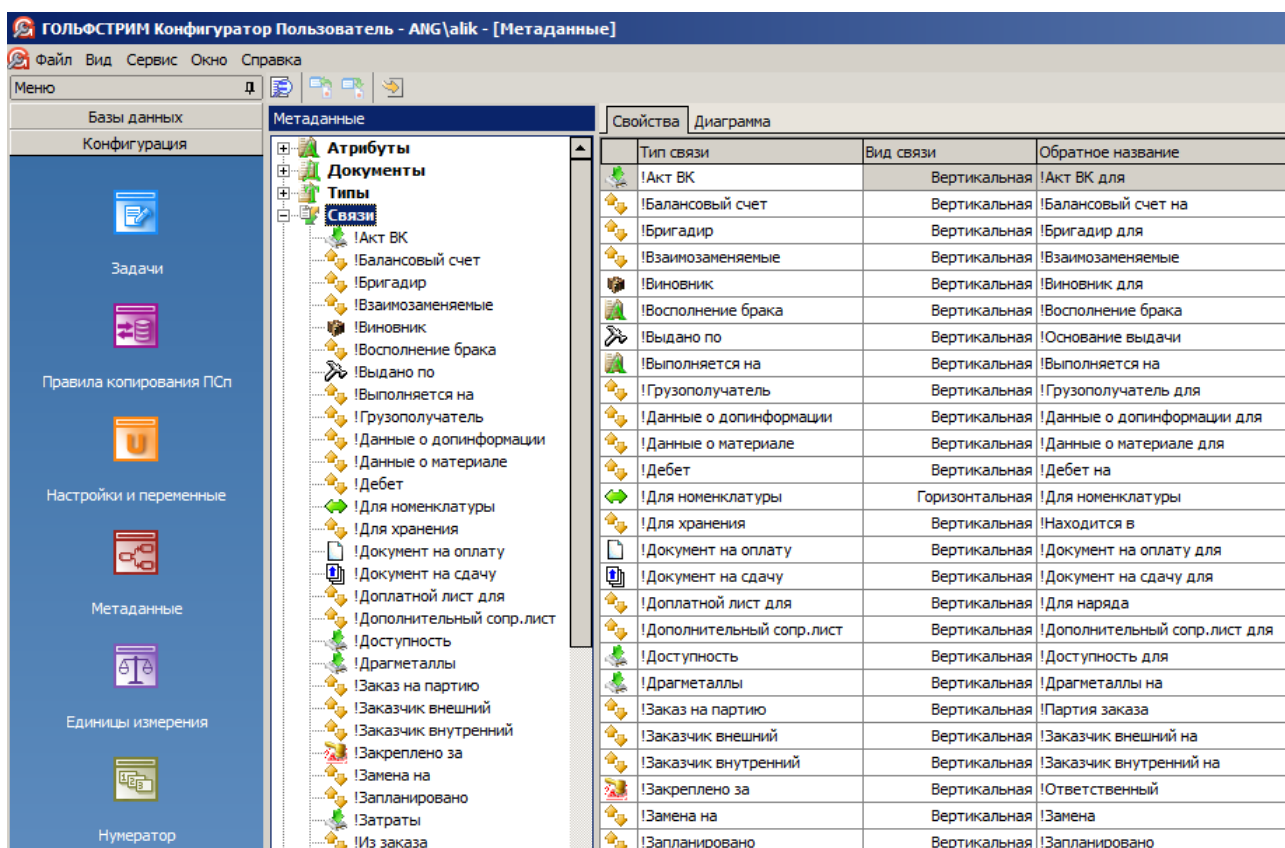 ГОЛЬФСТРИМ Конфигуратор Пользователь - ANG\alik - [Метаданные]
Файл Вид Сервис Окно Справка
Меню
Базы данных
Конфигурация
Задачи
Правила копирования ПСп
U
Настройки и переменные
Метаданные
Единицы измерения
Нумератор
Метаданные
Атрибуты
Документы
Типы
Связи
!Акт ВК
!Балансовый счет
!Бригадир
!Взаимозаменяемые
!Виновник
!Восполнение брака
!Выдано по
!Выполняется на
!Грузополучатель
!Данные о допинформации
!Данные о материале
!Дебет
!Для номенклатуры
!Для хранения
!Документ на оплату
!Документ на сдачу
!Доплатной лист для
!Дополнительный сопр.лист
!Доступность
!Драгметаллы
!Заказ на партию
!Заказчик внешний
!Заказчик внутренний
!Закреплено за
!Замена на
!Запланировано
!Затраты
!Из заказа
Свойства Диаграмма
Тип связи Вид связи Обратное название
!Акт ВК Вертикальная !Акт ВК для
!Балансовый счет Вертикальная !Балансовый счет на
!Бригадир Вертикальная !Бригадир для
!Взаимозаменяемые Вертикальная !Взаимозаменяемые
!Виновник Вертикальная !Виновник для
!Восполнение брака Вертикальная !Восполнение брака
!Выдано по Вертикальная !Основание выдачи
!Выполняется на Вертикальная !Выполняется на
!Грузополучатель Вертикальная !Грузополучатель для
!Данные о допинформации Вертикальная !Данные о допинформации для
!Данные о материале Вертикальная !Данные о материале для
!Дебет Вертикальная !Дебет на
!Для номенклатуры Горизонтальная !Для номенклатуры
!Для хранения Вертикальная !Находится в
!Документ на оплату Вертикальная !Документ на оплату для
!Документ на сдачу Вертикальная !Документ на сдачу для
!Доплатной лист для Вертикальная !Для наряда
!Дополнительный сопр.лист Вертикальная !Дополнительный сопр.лист для
!Доступность Вертикальная !Доступность для
!Драгметаллы Вертикальная !Драгметаллы на
!Заказ на партию Вертикальная !Партия заказа
!Заказчик внешний Вертикальная !Заказчик внешний на
!Заказчик внутренний Вертикальная !Заказчик внутренний на
!Закреплено за Вертикальная !Ответственный
!Замена на Вертикальная !Замена
!Запланировано Вертикальная !Запланировано